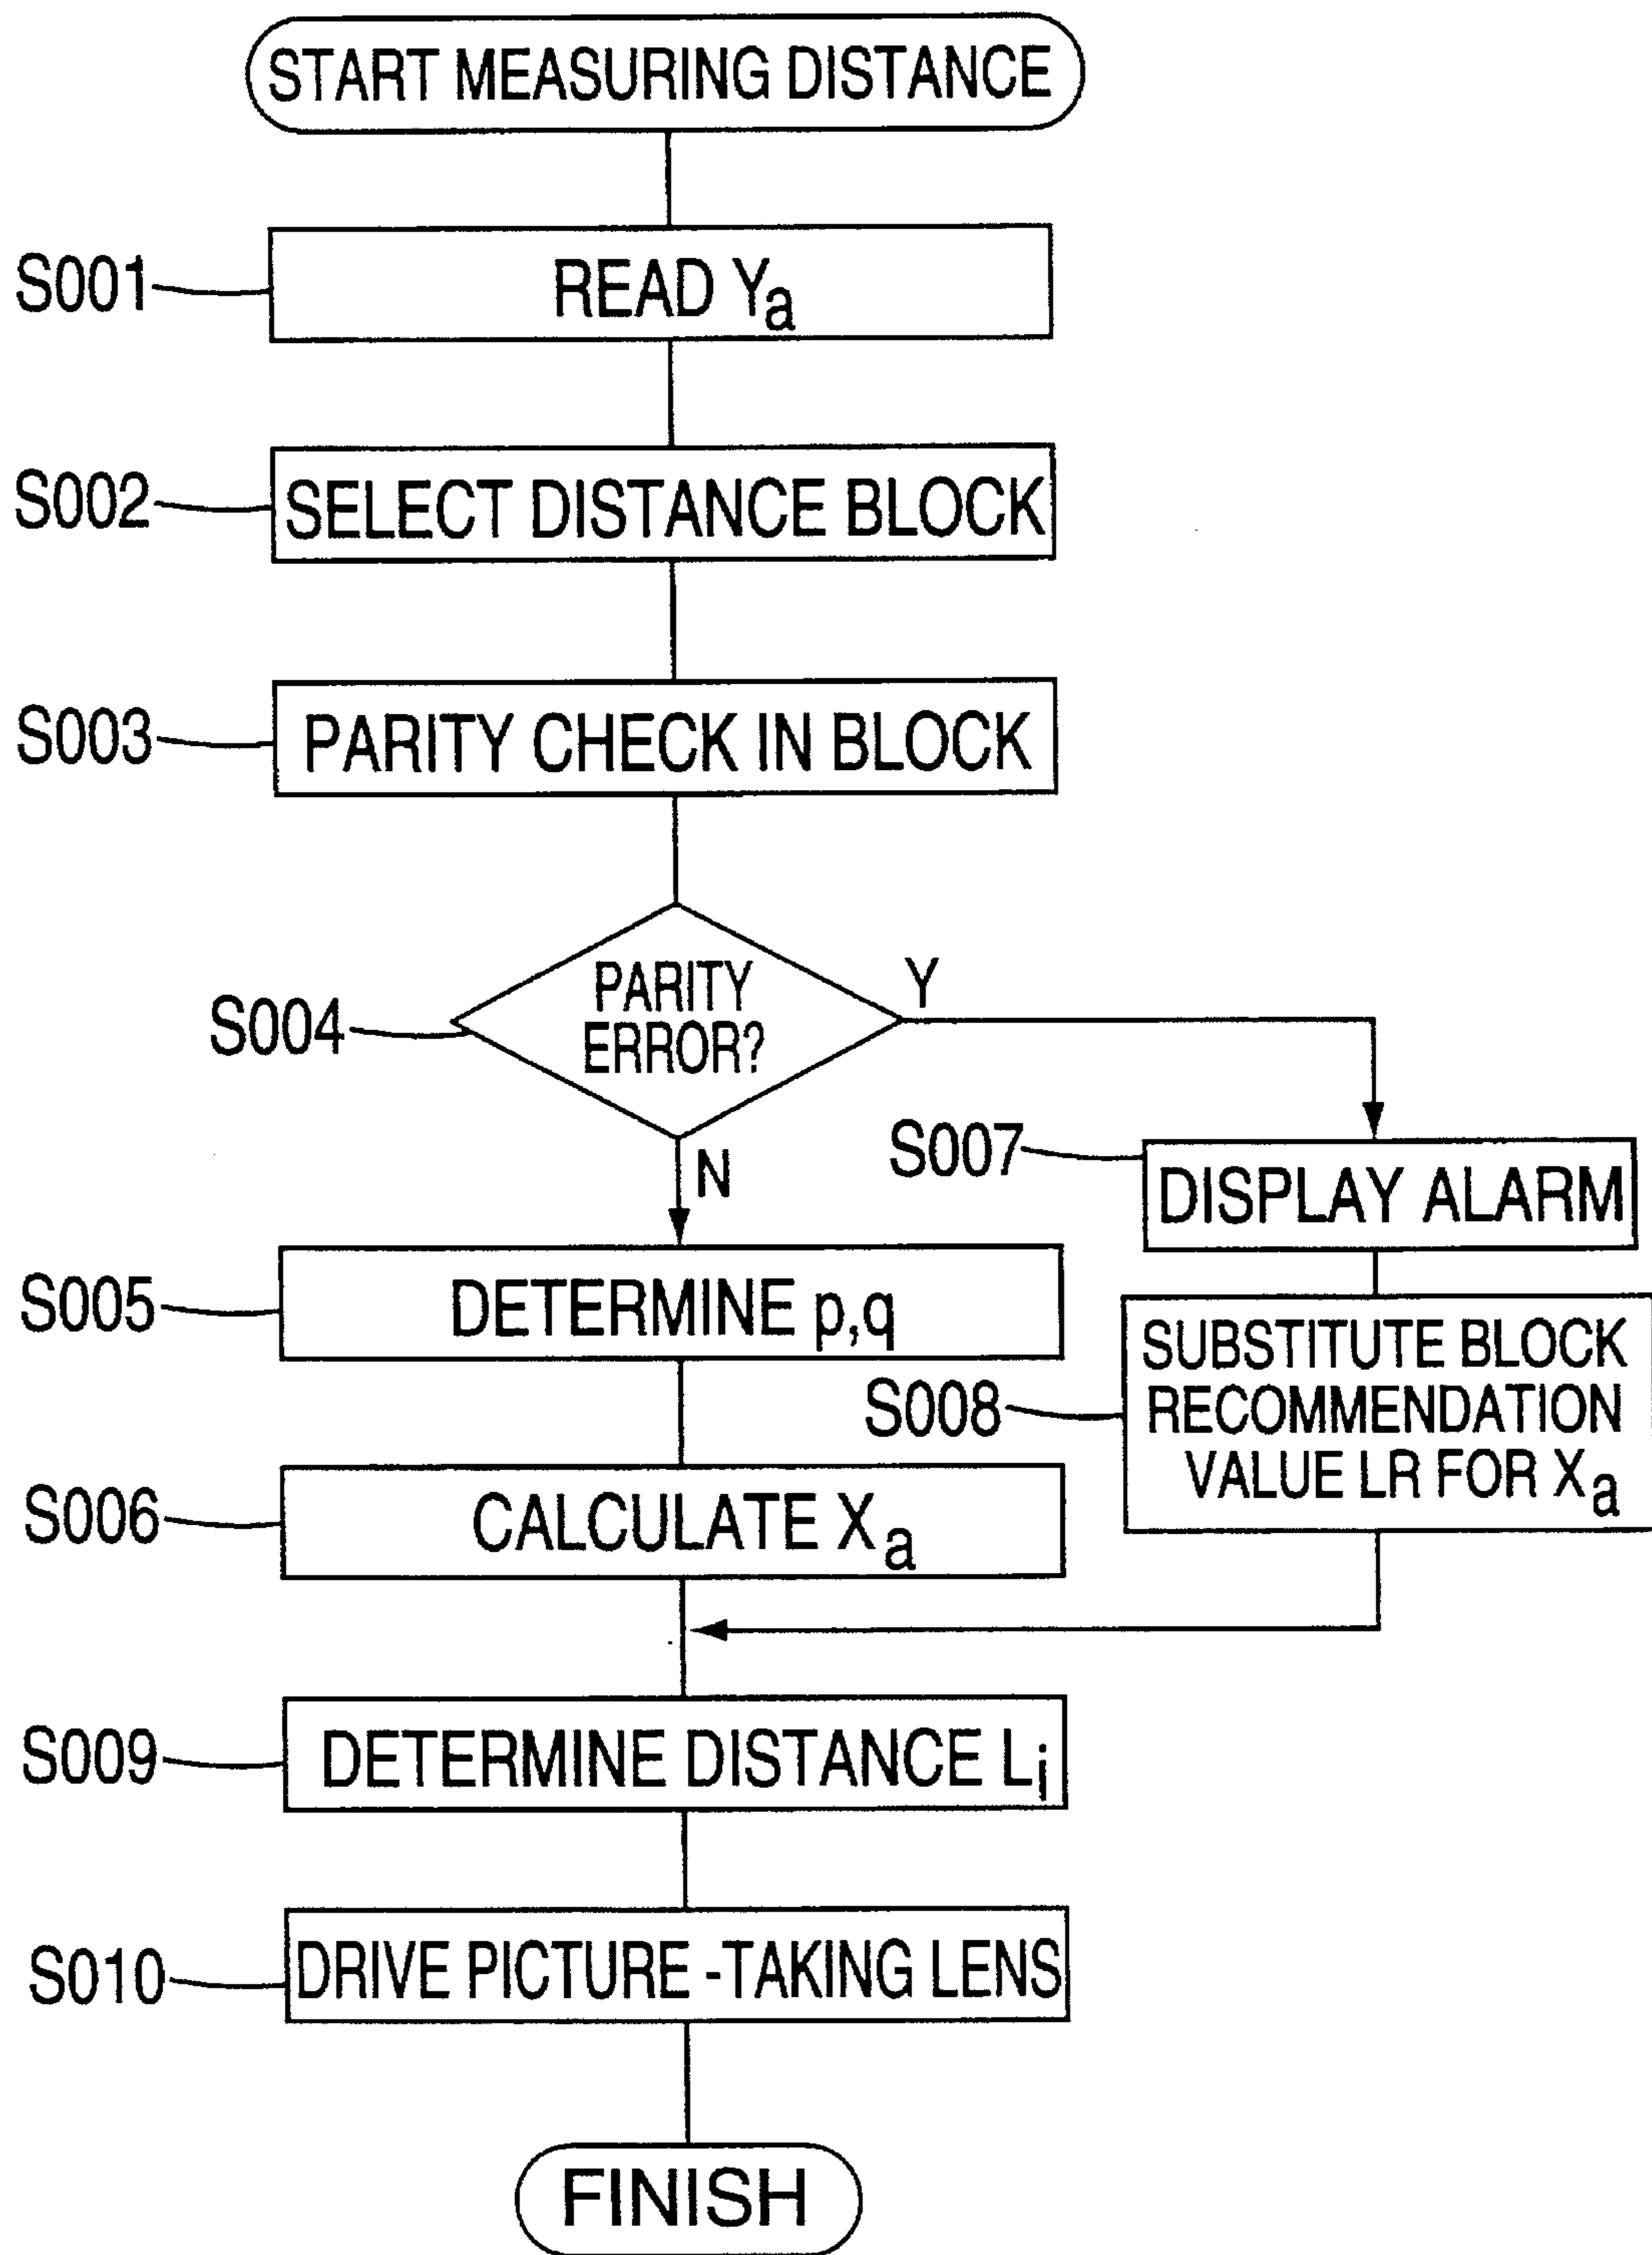 START MEASURING DISTANCE
S001
READ Ya
S002
SELECT DISTANCE BLOCK
S003
PARITY CHECK IN BLOCK
S004
PARITY
ERROR?
Y
N
S007
DISPLAY ALARM
S005
DETERMINE p,q
S008
SUBSTITUTE BLOCK
RECOMMENDATION
VALUE LR FOR Xa
S006
CALCULATE Xa
S009
DETERMINE DISTANCE Li
S010
DRIVE PICTURE -TAKING LENS
FINISH